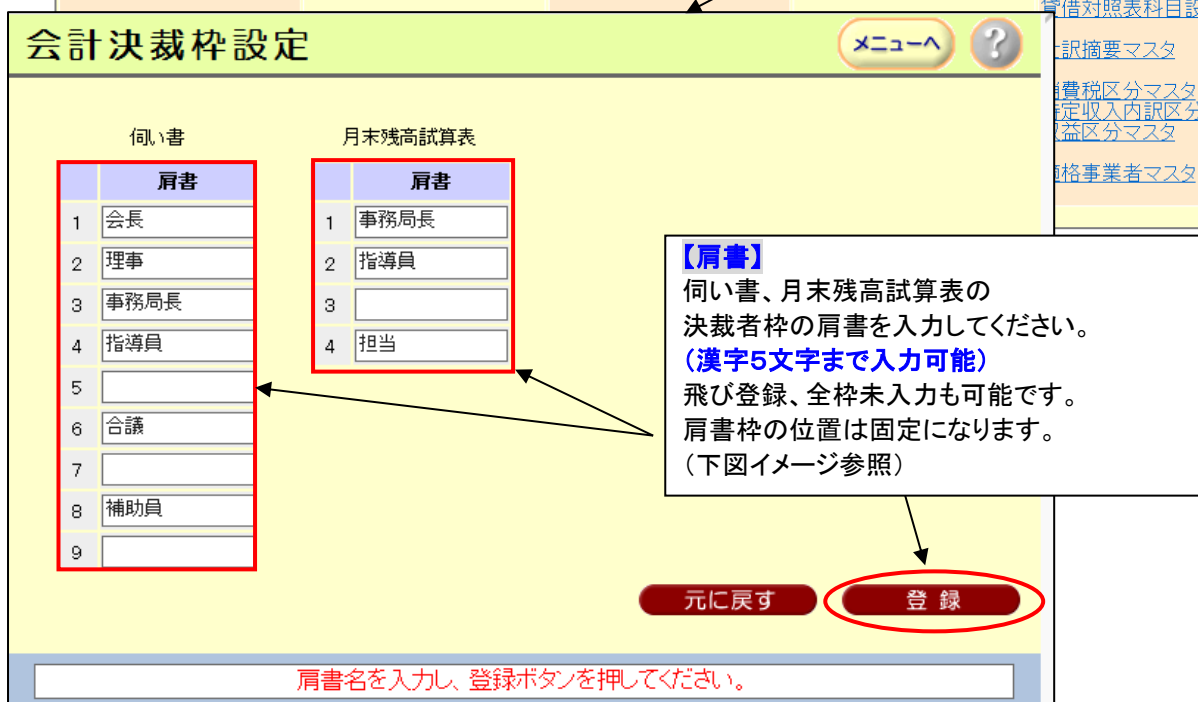 会計決裁枠設定
メニューへ
?
貸借対照表科目設
訳摘要マスタ
消費税区分マスタ
特定収入内訳区分
益区分マスタ
適格事業者マスタ
伺い書
肩書
1 会長
2 理事
3 事務局長
4 指導員
5
6 合議
7
8 補助員
9
月末残高試算表
肩書
1 事務局長
2 指導員
3
4 担当
【肩書】
伺い書、月末残高試算表の
決裁者枠の肩書を入力してください。
(漢字5文字まで入力可能)
飛び登録、全枠未入力も可能です。
肩書枠の位置は固定になります。
(下図イメージ参照)
元に戻す
登録
肩書名を入力し、登録ボタンを押してください。